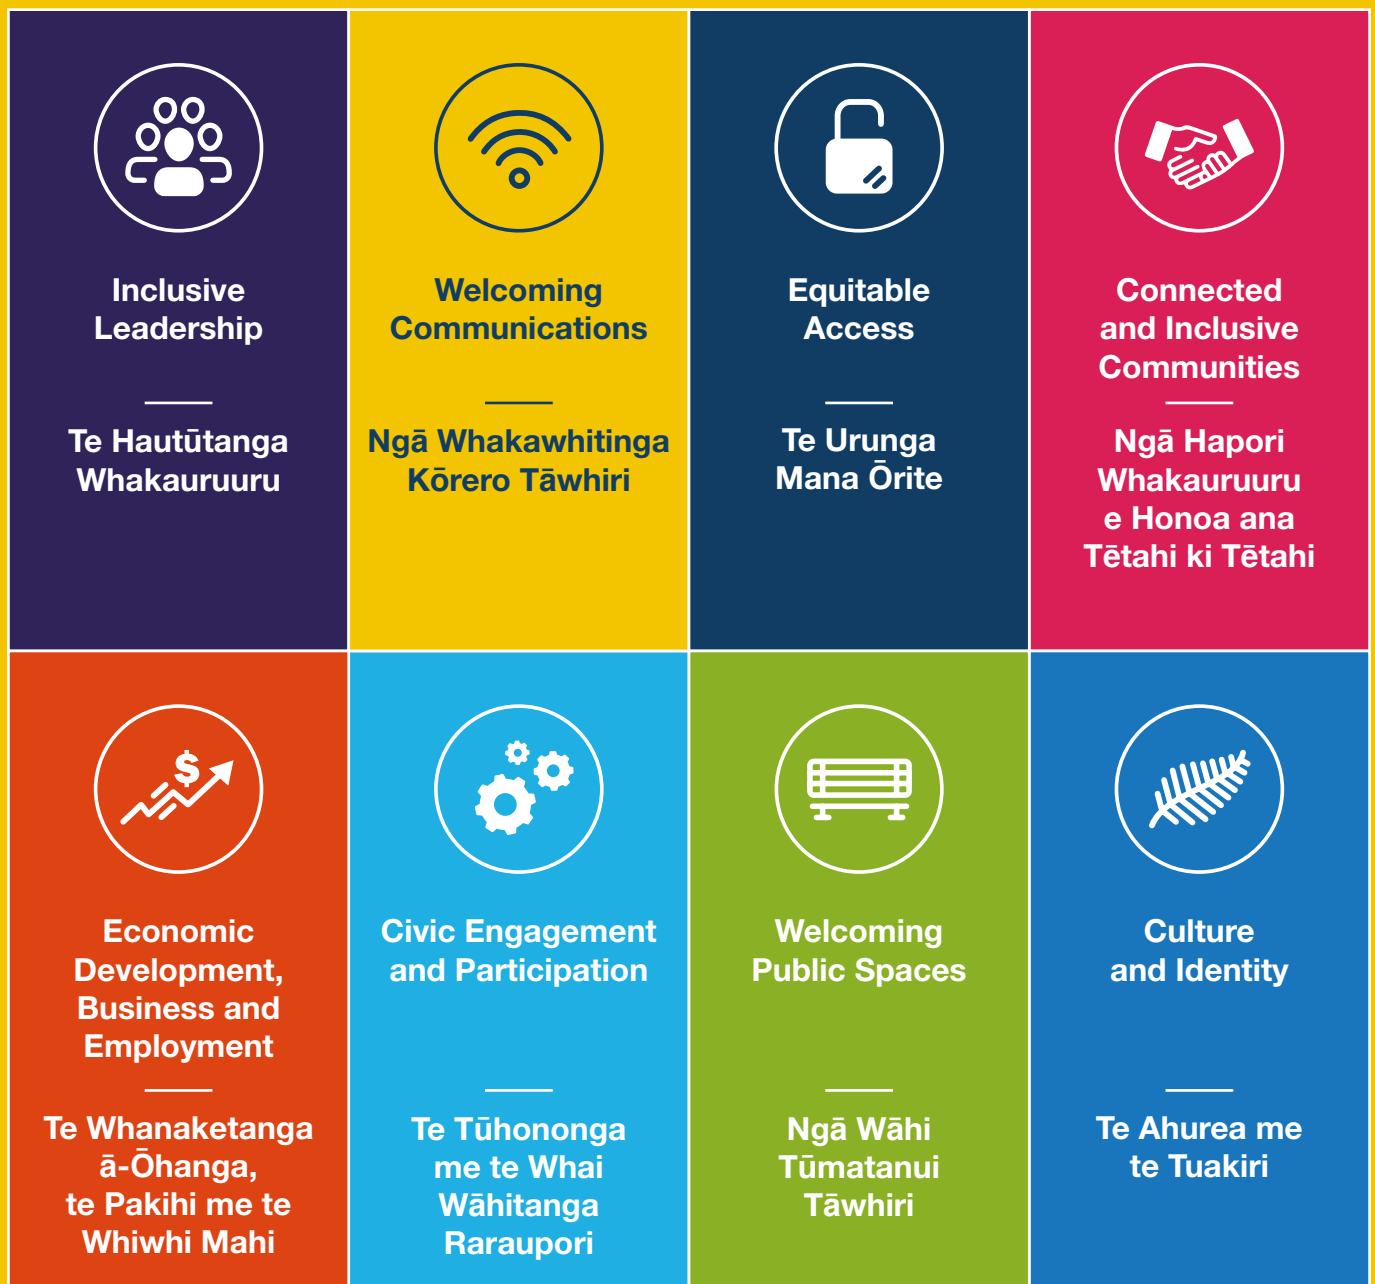 Inclusive
Leadership
Te Hautūtanga
Whakauruuru
Welcoming
Communications
Ngā Whakawhitinga
Kōrero Tāwhiri
Equitable
Access
Te Urunga
Mana Ōrite
Connected
and Inclusive
Communities
Ngā Hapori
Whakauruuru
e Honoa ana
Tētahi ki Tētahi
$
Economic
Development,
Business and
Employment
Te Whanaketanga
ā-Ōhanga,
te Pakihi me te
Whiwhi Mahi
Civic Engagement
and Participation
Te Tūhononga
me te Whai
Wāhitanga
Raraupori
Welcoming
Public Spaces
Ngā Wāhi
Tūmatanui
Tāwhiri
Culture
and Identity
Te Ahurea me
te Tuakiri